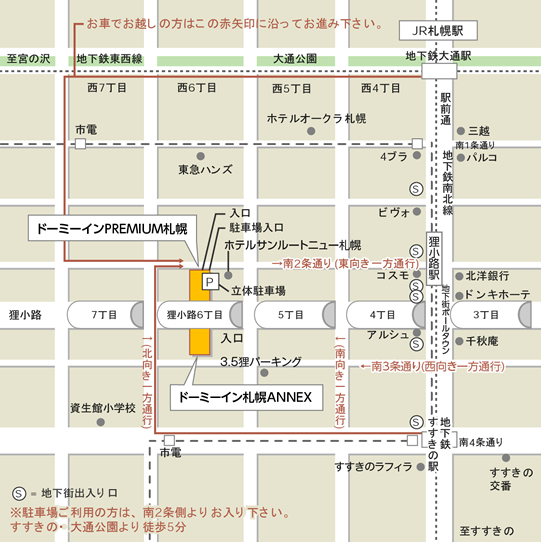 お車でお越しの方はこの赤矢印に沿ってお進み下さい。
JR札幌駅
至宮の沢
地下鉄東西線
大通公園
地下鉄大通駅
西7丁目
西6丁目
西5丁目
西4丁目
駅前通
ホテルオークラ札幌
市電
三越
南1条通り
4プラ
パルコ
東急ハンズ
地下鉄南北線
S
入口
ピヴォ
駐車場入口
ドーミーインPREMIUM札幌
ホテルサンルートニュー札幌
狸小路駅
S
→南2条通り(東向き一方通行)
コスモ
北洋銀行
P
立体駐車場
S
S
ドンキホーテ
地下街ポールタウン
狸小路
7丁目
狸小路6丁目
5丁目
4丁目
3丁目
入口
アルシュ
S
千秋庵
→(北向き一方通行)
→(南向き一方通行)
3.5狸パーキング
←南3条通り(西向き一方通行)
ドーミーイン札幌ANNEX
資生館小学校
S
地下鉄
すすきの駅
南4条通り
市電
すすきのラフィラ
すすきの
交番
S = 地下街出入り口
※駐車場ご利用の方は、南2条側よりお入り下さい。
すすきの・大通公園より徒歩5分
至すすきの